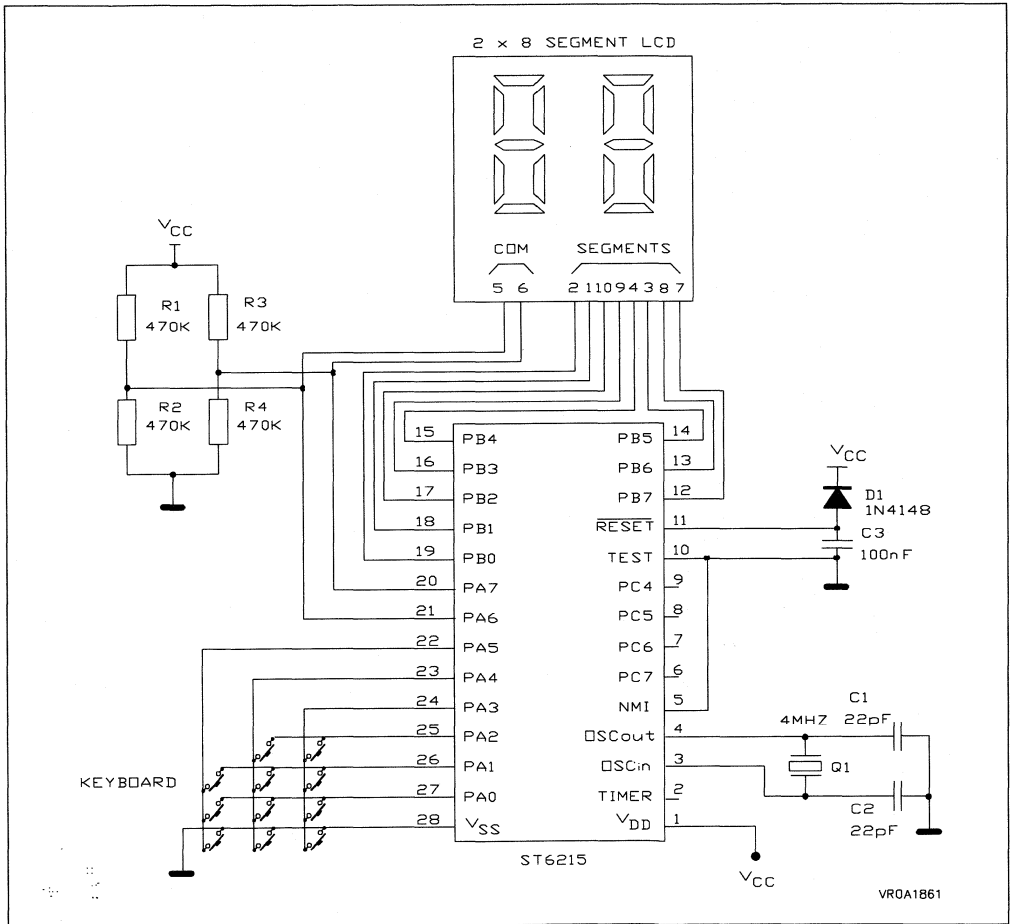 2 x 8 SEGMENT LCD
COM SEGMENTS
5 6 2 11 10 9 4 3 8 7
VCC
R1 470K
R3 470K
R2 470K
R4 470K
15 PB4 PB5 14
16 PB3 PB6 13
17 PB2 PB7 12
18 PB1 RESET 11
19 PB0 TEST 10
20 PA7 PC4 9
21 PA6 PC5 8
22 PA5 PC6 7
23 PA4 PC7 6
24 PA3 NMI 5
25 PA2 OSCout 4
26 PA1 OSCin 3
27 PA0 TIMER 2
28 VSS VDD 1
KEYBOARD
ST6215
VCC
D1
1N4148
C3
100nF
C1
4MHZ 22pF
Q1
C2
22pF
VCC
VR0A1861